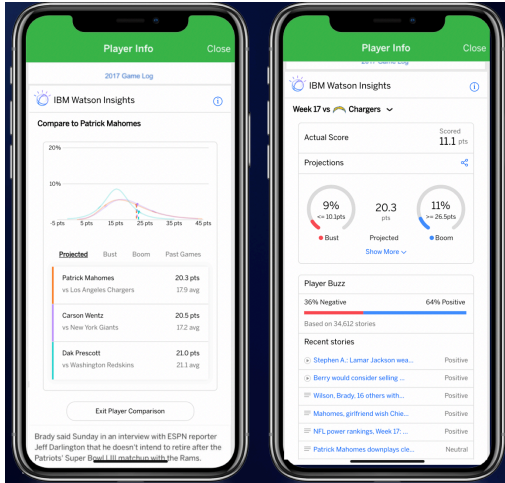 Player Info
Close
2017 Game Log
IBM Watson Insights
Compare to Patrick Mahomes
20%
10%
-5 pts 5 pts 15 pts 25 pts 35 pts 45 pts
Projected Bust Boom Past Games
Patrick Mahomes 20.3 pts
vs Los Angeles Chargers 17.9 avg
Carson Wentz 20.5 pts
vs New York Giants 17.2 avg
Dak Prescott 21.0 pts
vs Washington Redskins 21.1 avg
Exit Player Comparison
Brady said Sunday in an interview with ESPN reporter
Jeff Darlington that he doesn't intend to retire after the
Patriots' Super Bowl LIII matchup with the Rams.
Player Info
Close
2017 Game Log
IBM Watson Insights
Week 17 vs Chargers
Actual Score
Scored
11.1 pts
Projections
9%
<= 10.1pts
Bust
20.3
pts
Projected
11%
>= 26.5pts
Boom
Show More
Player Buzz
36% Negative 64% Positive
Based on 34,612 stories
Recent stories
Stephen A.: Lamar Jackson wea... Positive
Berry would consider selling ... Positive
Wilson, Brady, 16 others with... Positive
Mahomes, girlfriend wish Chie... Positive
NFL power rankings, Week 17: ... Positive
Patrick Mahomes downplays cle... Neutral